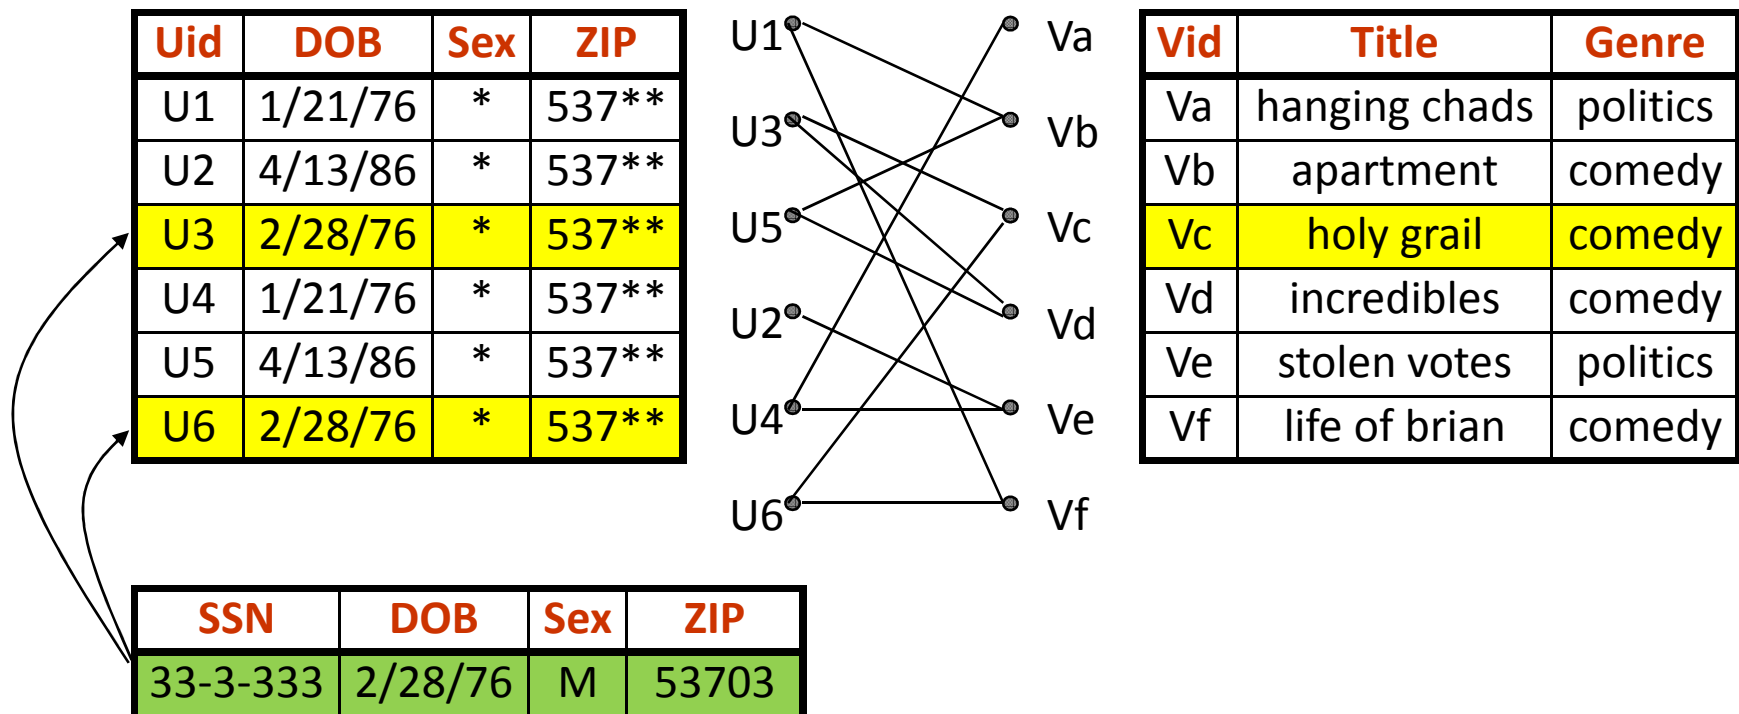 Uid DOB Sex ZIP
U1 1/21/76 * 537**
U2 4/13/86 * 537**
U3 2/28/76 * 537**
U4 1/21/76 * 537**
U5 4/13/86 * 537**
U6 2/28/76 * 537**
U1 Va
U3 Vb
U5 Vc
U2 Vd
U4 Ve
U6 Vf
Vid Title Genre
Va hanging chads politics
Vb apartment comedy
Vc holy grail comedy
Vd incredibles comedy
Ve stolen votes politics
Vf life of brian comedy
SSN DOB Sex ZIP
33-3-333 2/28/76 M 53703